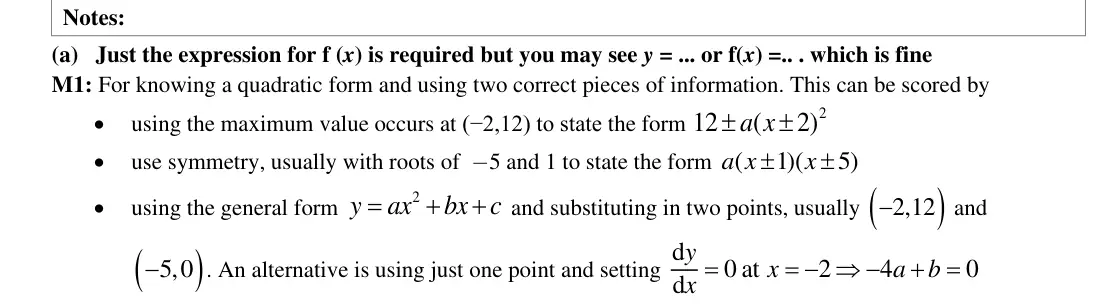 Notes:
(a) Just the expression for f (x) is required but you may see y = ... or f(x) =.. . which is fine
M1: For knowing a quadratic form and using two correct pieces of information. This can be scored by
• using the maximum value occurs at (−2,12) to state the form 12 ± a(x ± 2)²
• use symmetry, usually with roots of −5 and 1 to state the form a(x ± 1)(x ± 5)
• using the general form y = ax² + bx + c and substituting in two points, usually (−2,12) and
(−5,0). An alternative is using just one point and setting dy/dx = 0 at x = −2 ⇒ −4a + b = 0